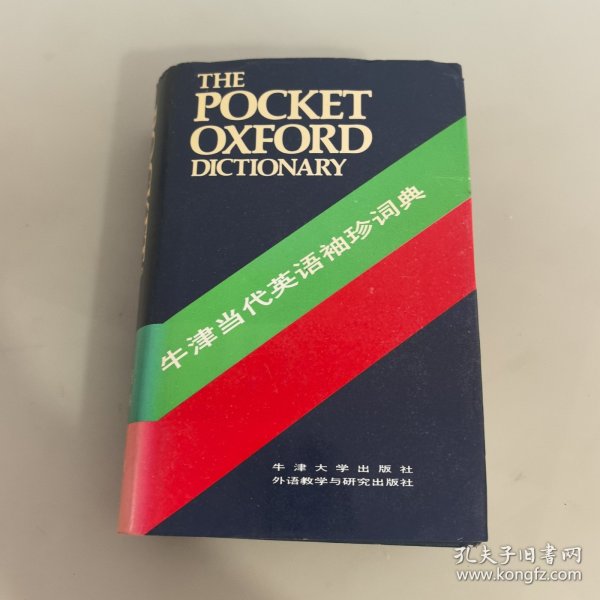 THE
POCKET
OXFORD
DICTIONARY
牛津当代英语袖珍词典
牛津大学出版社
外语教学与研究出版社
孔夫子旧书网
www.kongfz.com